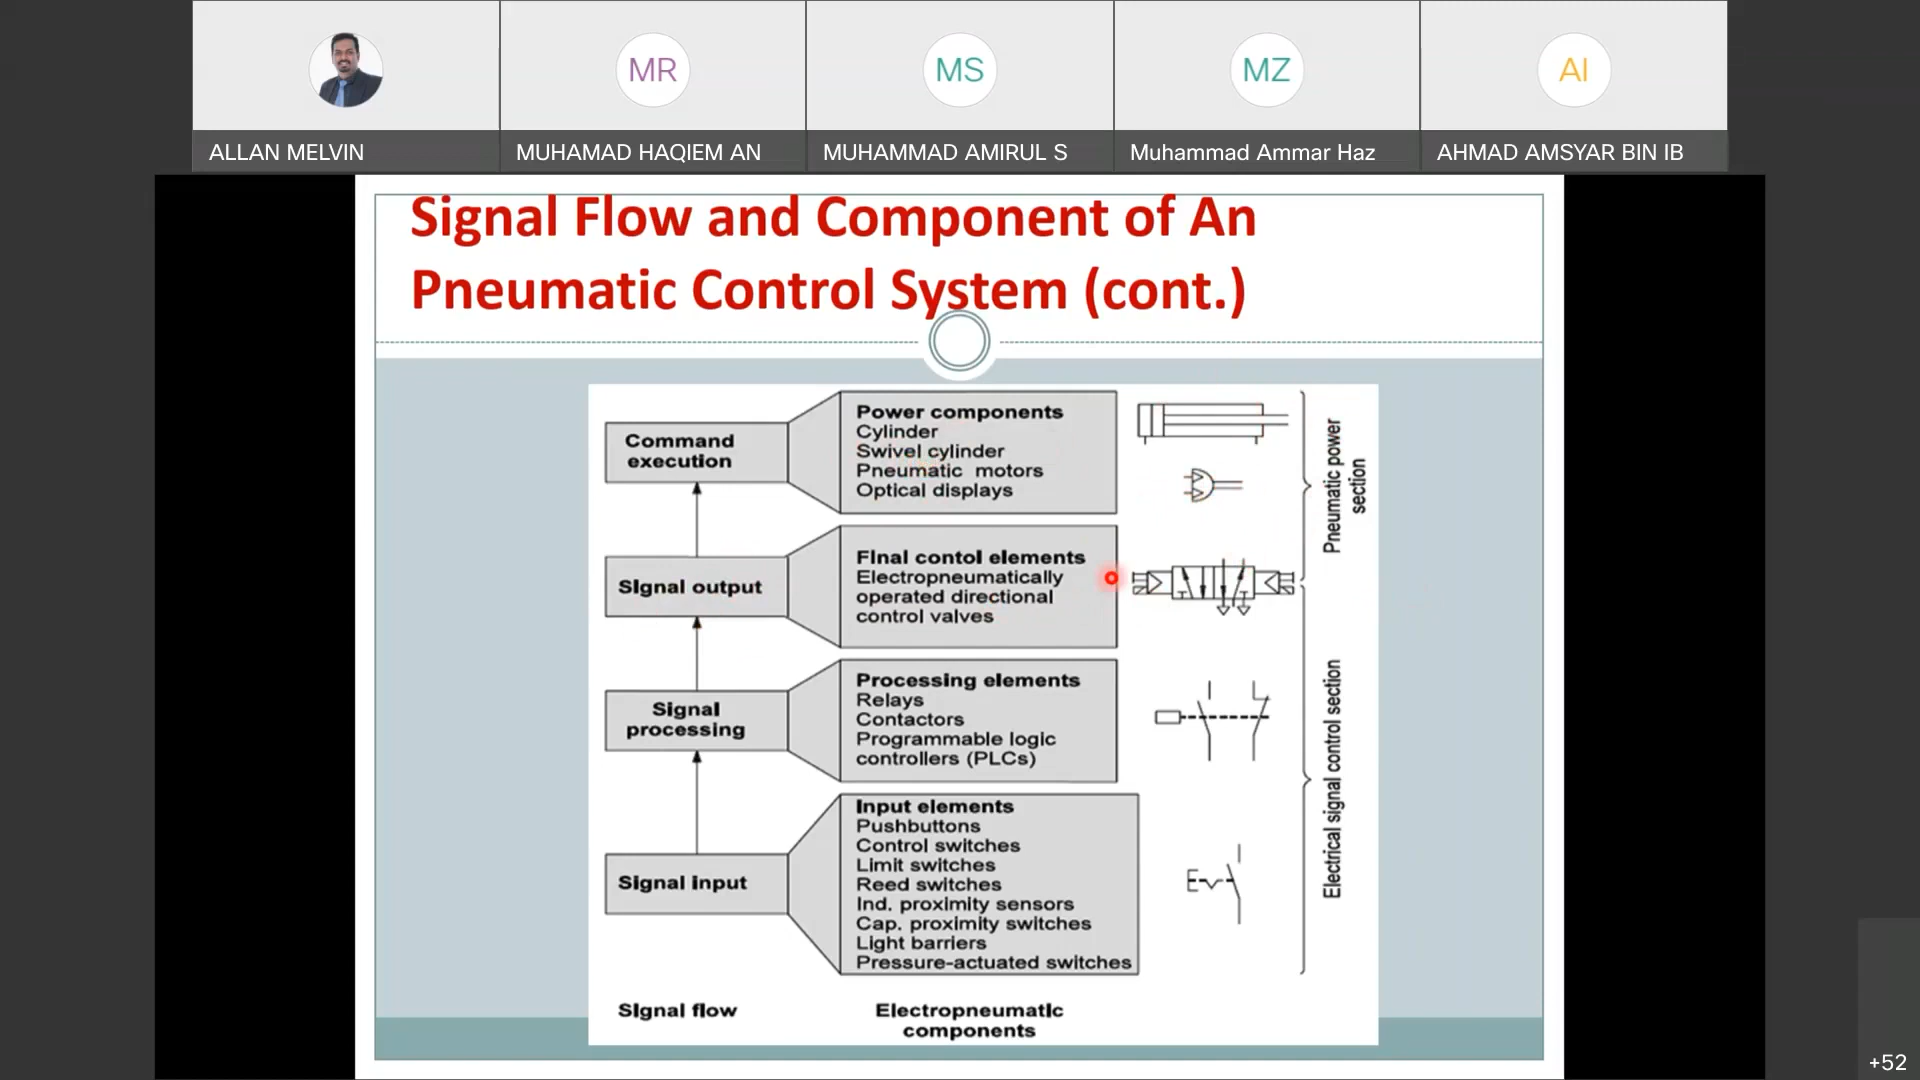 MR
MS
MZ
AI
ALLAN MELVIN
MUHAMAD HAQIEM AN
MUHAMMAD AMIRUL S
Muhammad Ammar Haz
AHMAD AMSYAR BIN IB
Signal Flow and Component of An
Pneumatic Control System (cont.)
Command
execution
Power components
Cylinder
Swivel cylinder
Pneumatic motors
Optical displays
Pneumatic power
section
Signal output
Final contol elements
Electropneumatically
operated directional
control valves
Signal
processing
Processing elements
Relays
Contactors
Programmable logic
controllers (PLCs)
Electrical signal control section
Signal input
Input elements
Pushbuttons
Control switches
Limit switches
Reed switches
Ind. proximity sensors
Cap. proximity switches
Light barriers
Pressure-actuated switches
Signal flow
Electropneumatic
components
+52